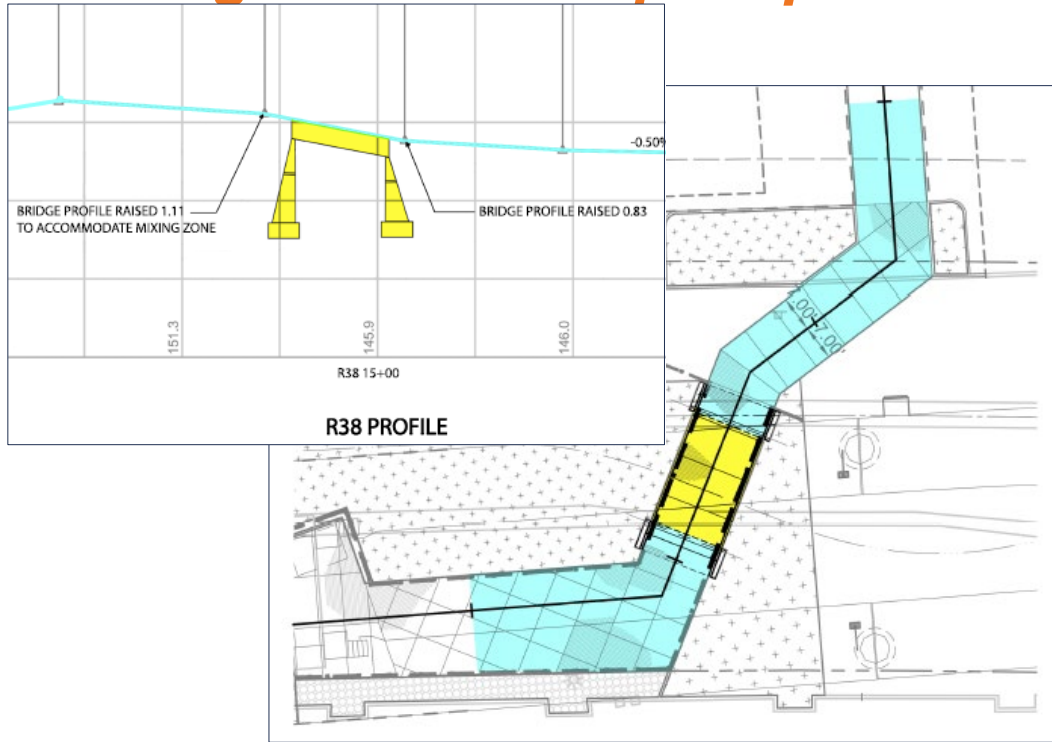 -0.50%
BRIDGE PROFILE RAISED 1.11
TO ACCOMMODATE MIXING ZONE
BRIDGE PROFILE RAISED 0.83
151.3
145.9
146.0
R38 15+00
R38 PROFILE
.00' 7.00'